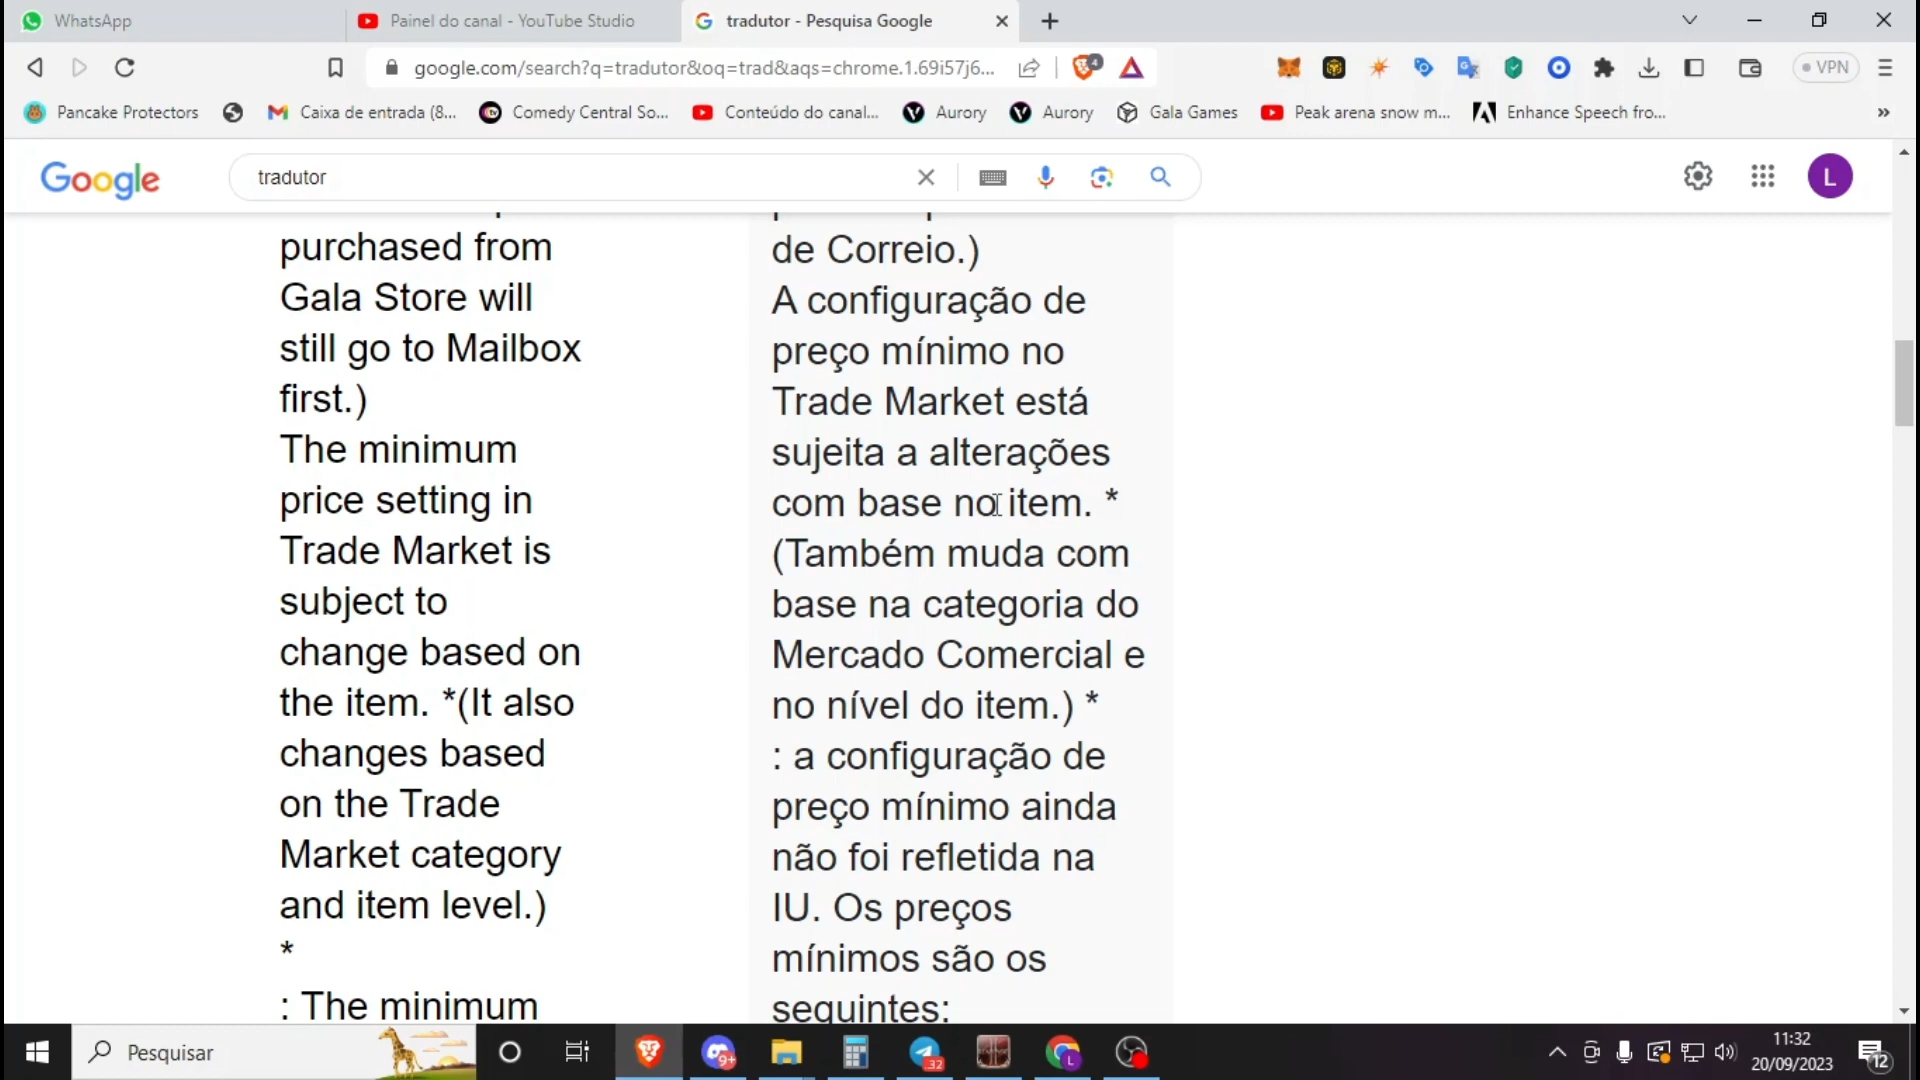 WhatsApp
Painel do canal - YouTube Studio
tradutor - Pesquisa Google
google.com/search?q=tradutor&oq=trad&aqs=chrome.1.69i57j6...
4
VPN
Pancake Protectors
Caixa de entrada (8...
Comedy Central So...
Conteúdo do canal...
Aurory
Aurory
Gala Games
Peak arena snow m...
Enhance Speech fro...
»
Google
tradutor
L
purchased from
Gala Store will
still go to Mailbox
first.)
The minimum
price setting in
Trade Market is
subject to
change based on
the item. *(It also
changes based
on the Trade
Market category
and item level.)
*
: The minimum
de Correio.)
A configuração de
preço mínimo no
Trade Market está
sujeita a alterações
com base no item. *
(Também muda com
base na categoria do
Mercado Comercial e
no nível do item.) *
: a configuração de
preço mínimo ainda
não foi refletida na
IU. Os preços
mínimos são os
seguintes:
Pesquisar
9+
32
L
11:32
20/09/2023
12